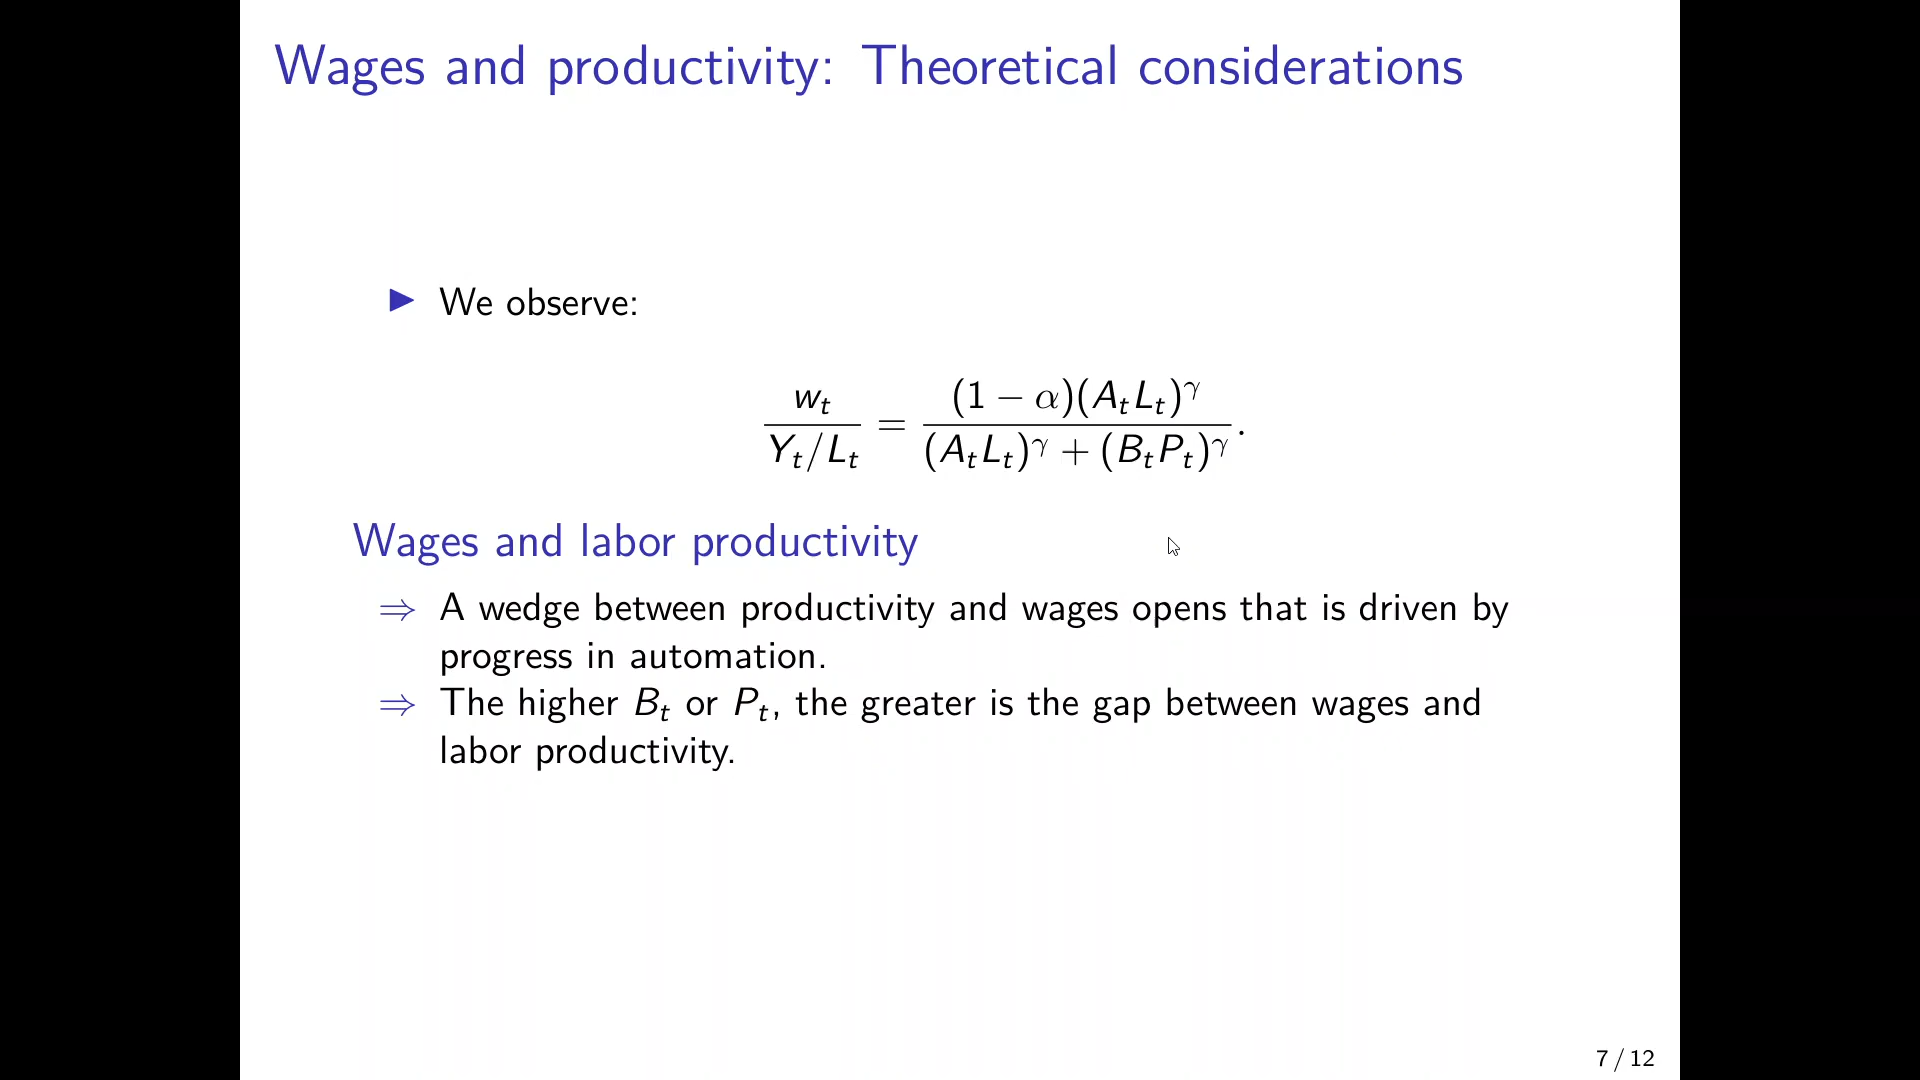 Wages and productivity: Theoretical considerations
▶ We observe:
w_t / (Y_t/L_t) = (1 − α)(A_t L_t)^γ / ((A_t L_t)^γ + (B_t P_t)^γ).
Wages and labor productivity
⇒ A wedge between productivity and wages opens that is driven by
progress in automation.
⇒ The higher B_t or P_t, the greater is the gap between wages and
labor productivity.
7 / 12